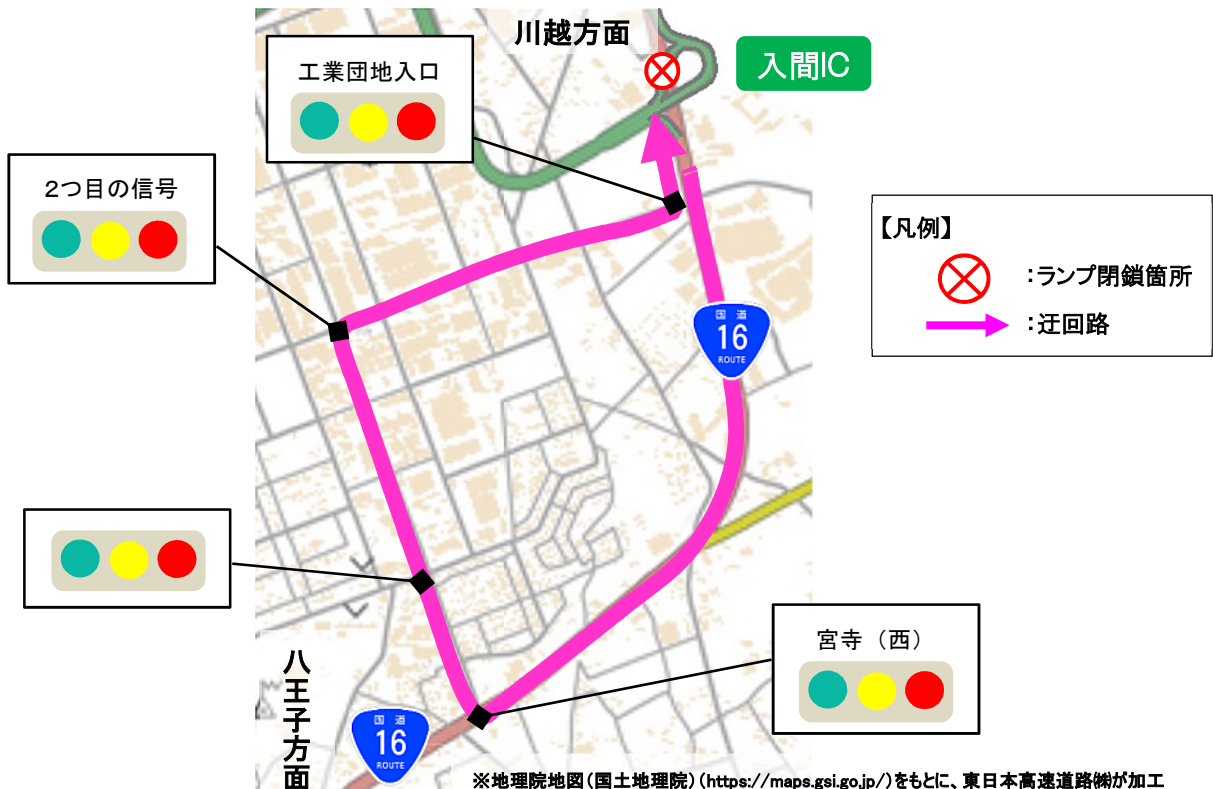 川越方面
入間IC
工業団地入口
2つ目の信号
【凡例】
:ランプ閉鎖箇所
:迂回路
国道
16
ROUTE
宮寺（西）
八王子方面
国道
16
ROUTE
※地理院地図(国土地理院)(https://maps.gsi.go.jp/)をもとに、東日本高速道路㈱が加工